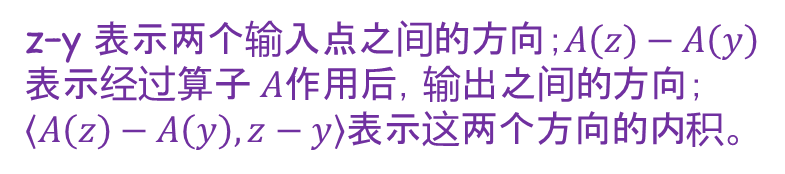 z-y 表示两个输入点之间的方向;A(z) − A(y)
表示经过算子 A作用后, 输出之间的方向;
⟨A(z) − A(y), z − y⟩表示这两个方向的内积。